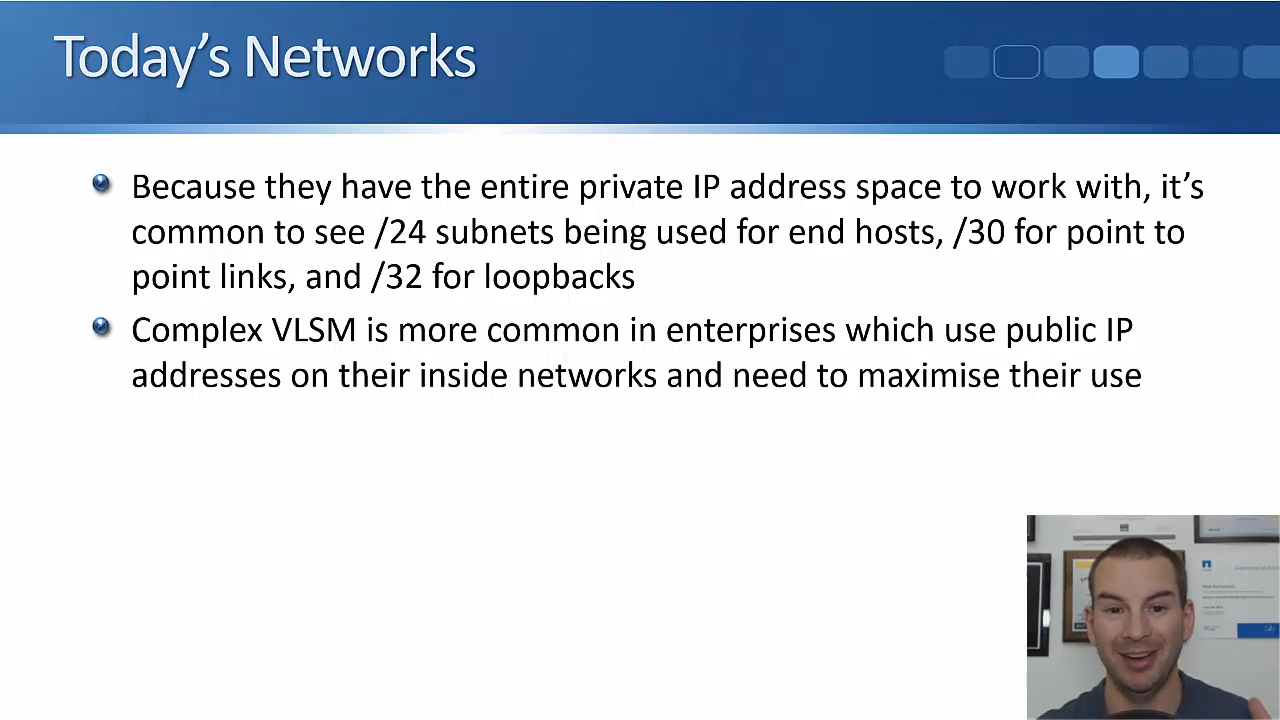 Today's Networks
Because they have the entire private IP address space to work with, it's
common to see /24 subnets being used for end hosts, /30 for point to
point links, and /32 for loopbacks
Complex VLSM is more common in enterprises which use public IP
addresses on their inside networks and need to maximise their use